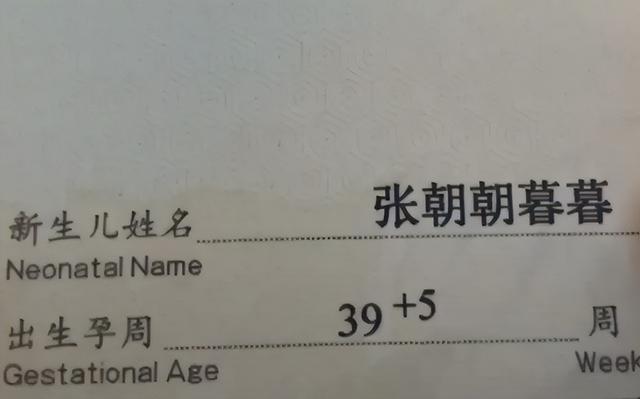 新生儿姓名 张朝朝暮暮
Neonatal Name
出生孕周 39 +5 周
Gestational Age Week